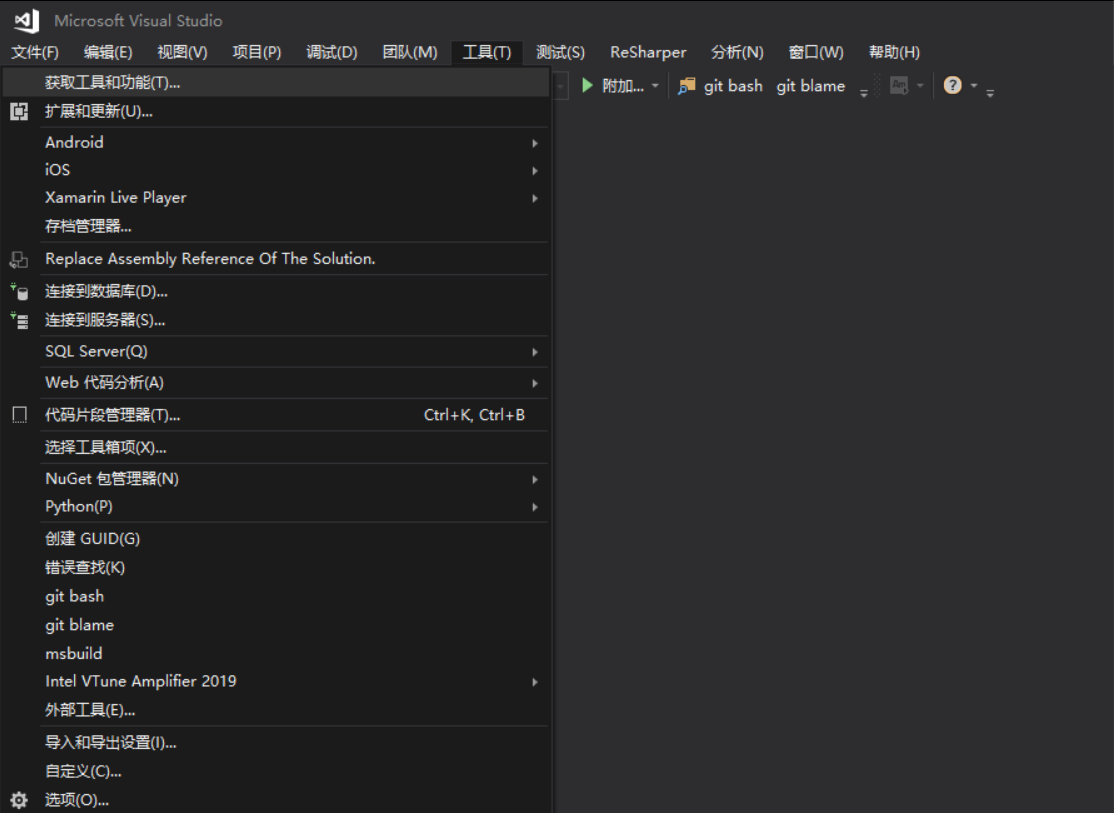 Microsoft Visual Studio
文件(F) 编辑(E) 视图(V) 项目(P) 调试(D) 团队(M) 工具(T) 测试(S) ReSharper 分析(N) 窗口(W) 帮助(H)
附加... git bash git blame
获取工具和功能(T)...
扩展和更新(U)...
Android
iOS
Xamarin Live Player
存档管理器...
Replace Assembly Reference Of The Solution.
连接到数据库(D)...
连接到服务器(S)...
SQL Server(Q)
Web 代码分析(A)
代码片段管理器(T)... Ctrl+K, Ctrl+B
选择工具箱项(X)...
NuGet 包管理器(N)
Python(P)
创建 GUID(G)
错误查找(K)
git bash
git blame
msbuild
Intel VTune Amplifier 2019
外部工具(E)...
导入和导出设置(I)...
自定义(C)...
选项(O)...